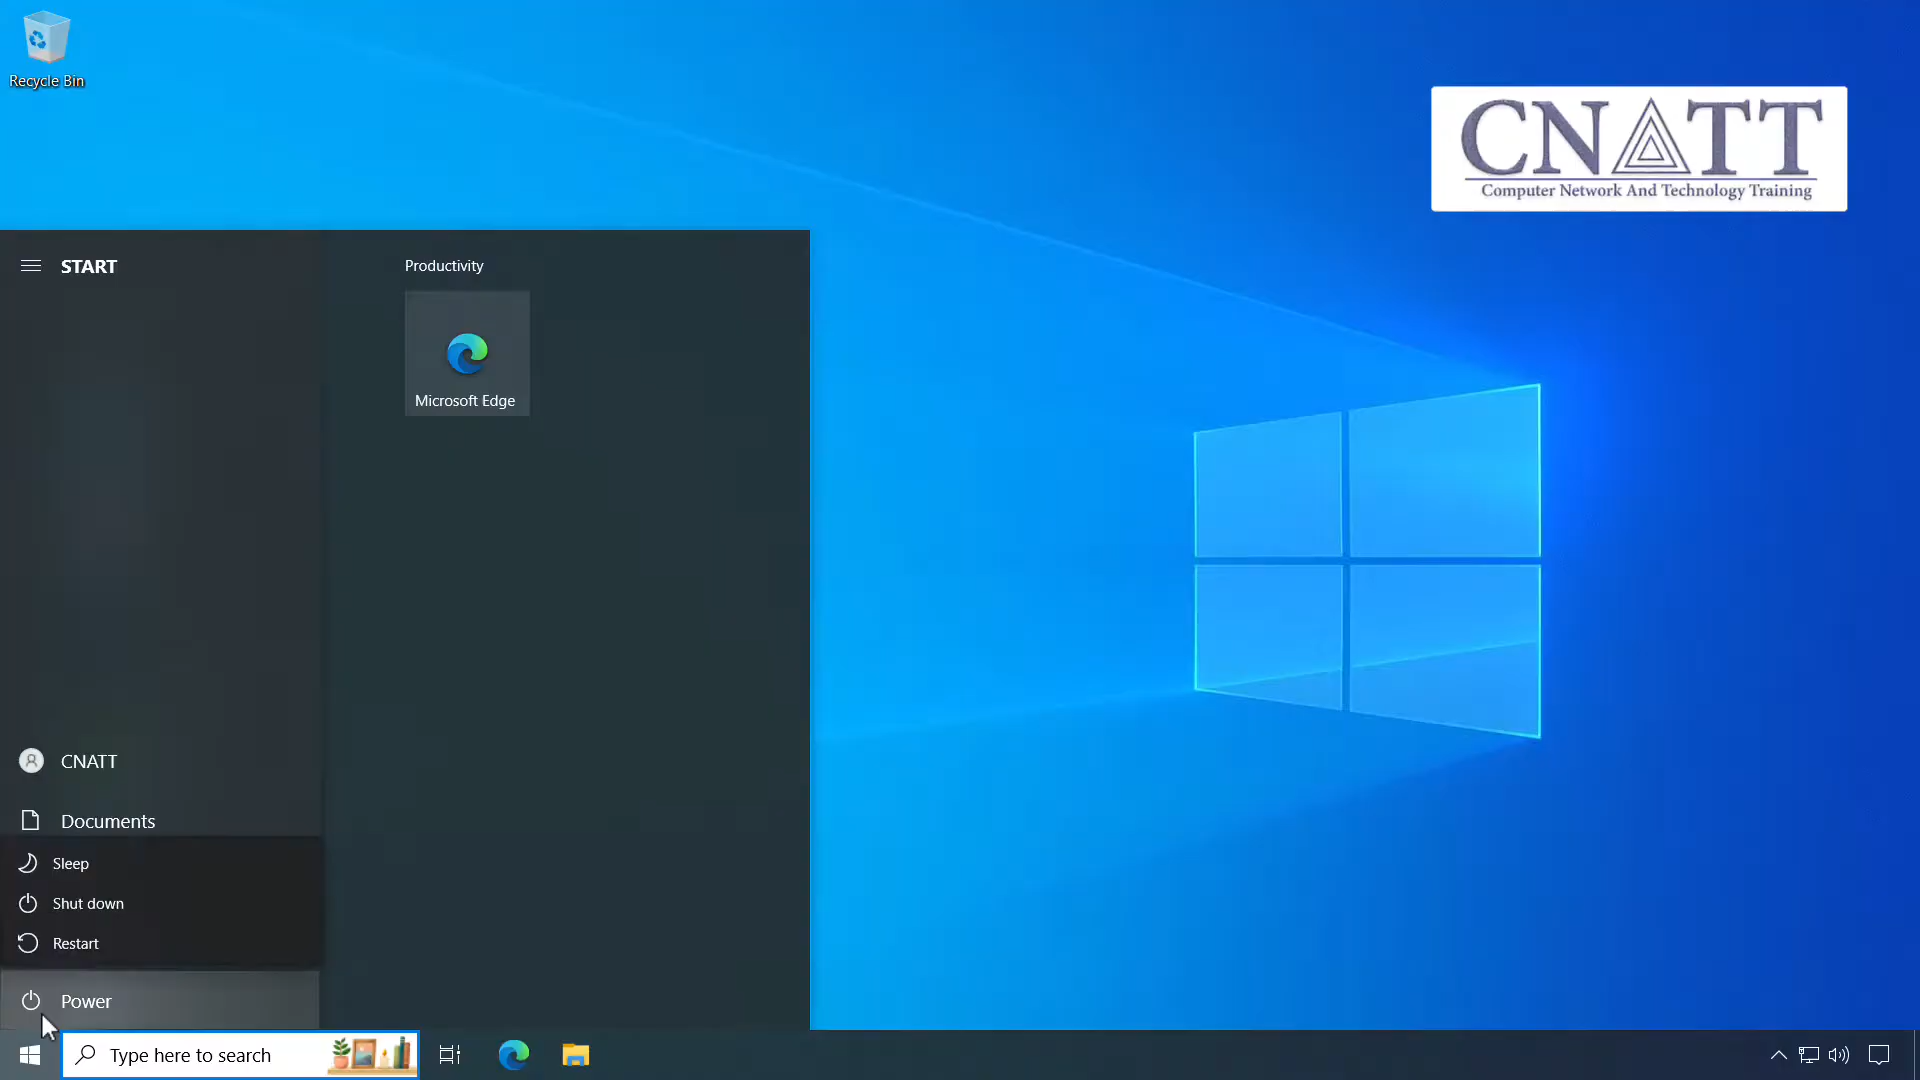 Recycle Bin
CNATT
Computer Network And Technology Training
START
Productivity
Microsoft Edge
CNATT
Documents
Sleep
Shut down
Restart
Power
Type here to search